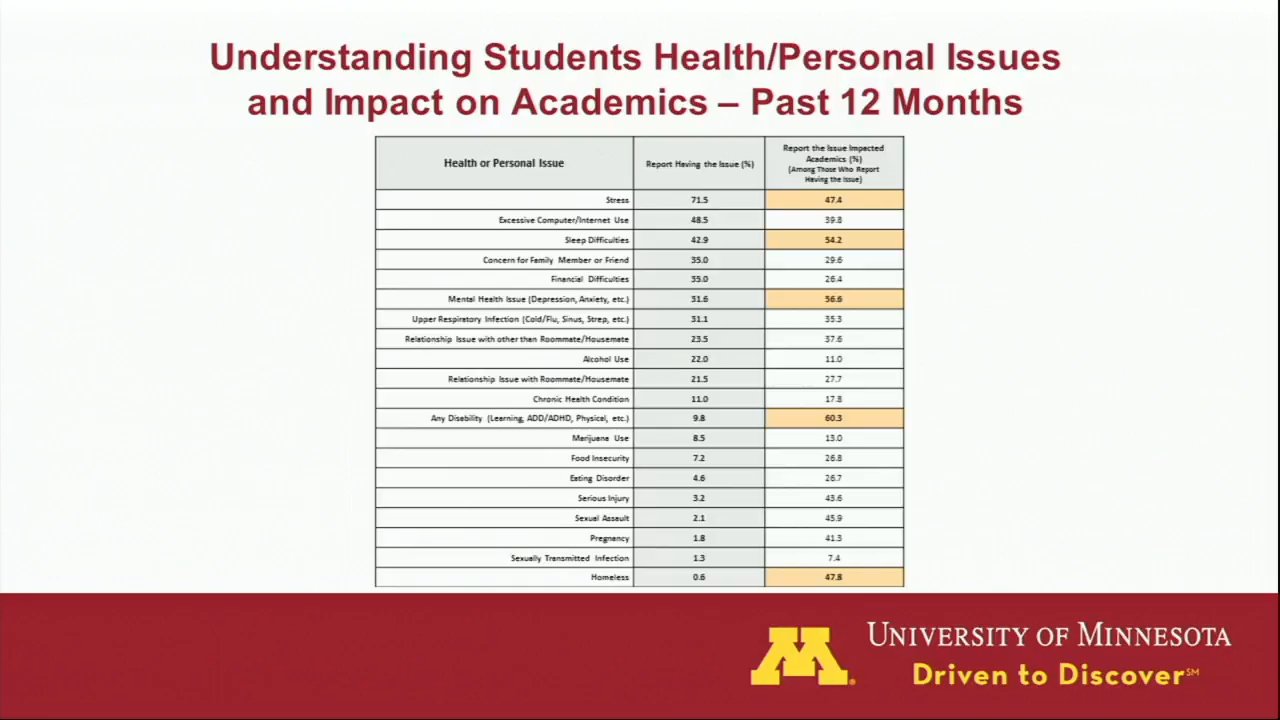 Understanding Students Health/Personal Issues
and Impact on Academics – Past 12 Months
Health or Personal Issue Report Having the Issue (%) Report the Issue Impacted
Academics (%)
(Among Those Who Report
Having the Issue)
Stress 71.5 47.4
Excessive Computer/Internet Use 48.5 39.8
Sleep Difficulties 42.9 54.2
Concern for Family Member or Friend 35.0 29.6
Financial Difficulties 35.0 26.4
Mental Health Issue (Depression, Anxiety, etc.) 31.6 56.6
Upper Respiratory Infection (Cold/Flu, Sinus, Strep, etc.) 31.1 35.3
Relationship Issue with other than Roommate/Housemate 23.5 37.6
Alcohol Use 22.0 11.0
Relationship Issue with Roommate/Housemate 21.5 27.7
Chronic Health Condition 11.0 17.8
Any Disability (Learning, ADD/ADHD, Physical, etc.) 9.8 60.3
Marijuana Use 8.5 13.0
Food Insecurity 7.2 26.8
Eating Disorder 4.6 26.7
Serious Injury 3.2 43.6
Sexual Assault 2.1 45.9
Pregnancy 1.8 41.3
Sexually Transmitted Infection 1.3 7.4
Homeless 0.6 47.8
M
UNIVERSITY OF MINNESOTA
Driven to Discover℠